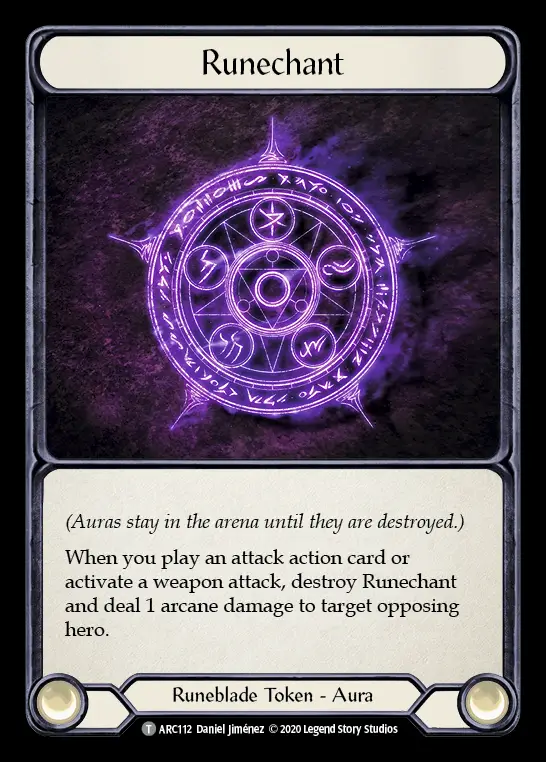 Runechant
(Auras stay in the arena until they are destroyed.)
When you play an attack action card or
activate a weapon attack, destroy Runechant
and deal 1 arcane damage to target opposing
hero.
Runeblade Token - Aura
T ARC112 Daniel Jiménez © 2020 Legend Story Studios